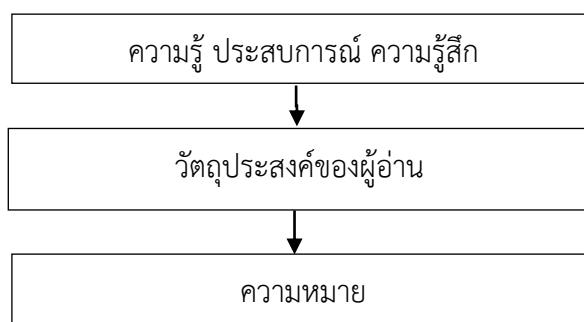 ความรู้ ประสบการณ์ ความรู้สึก
วัตถุประสงค์ของผู้อ่าน
ความหมาย